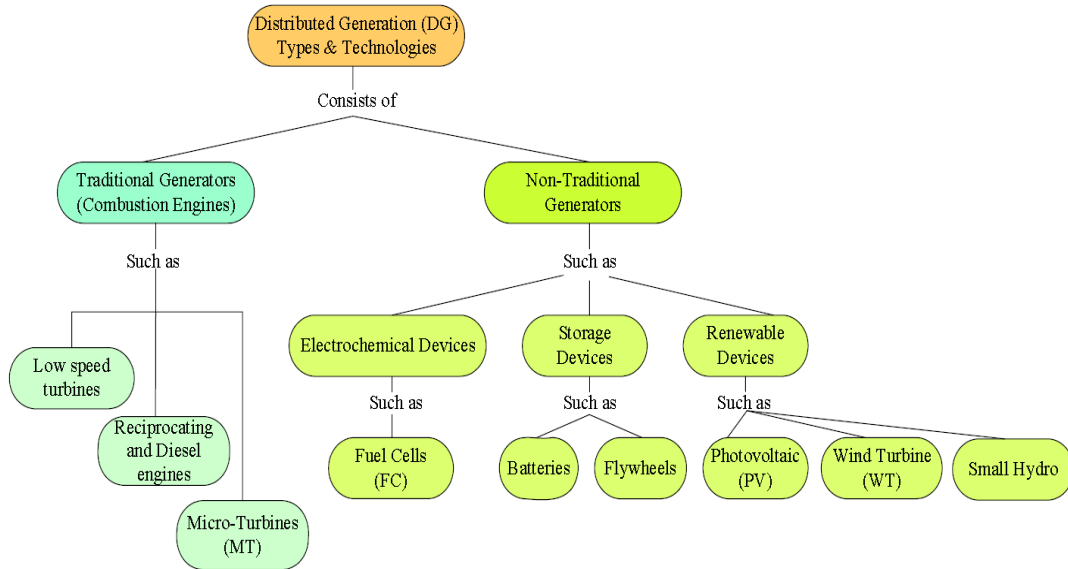 Distributed Generation (DG)
Types & Technologies
Consists of
Traditional Generators
(Combustion Engines)
Non-Traditional
Generators
Such as
Such as
Low speed
turbines
Reciprocating
and Diesel
engines
Micro-Turbines
(MT)
Electrochemical Devices
Storage
Devices
Renewable
Devices
Such as
Such as
Such as
Fuel Cells
(FC)
Batteries
Flywheels
Photovoltaic
(PV)
Wind Turbine
(WT)
Small Hydro